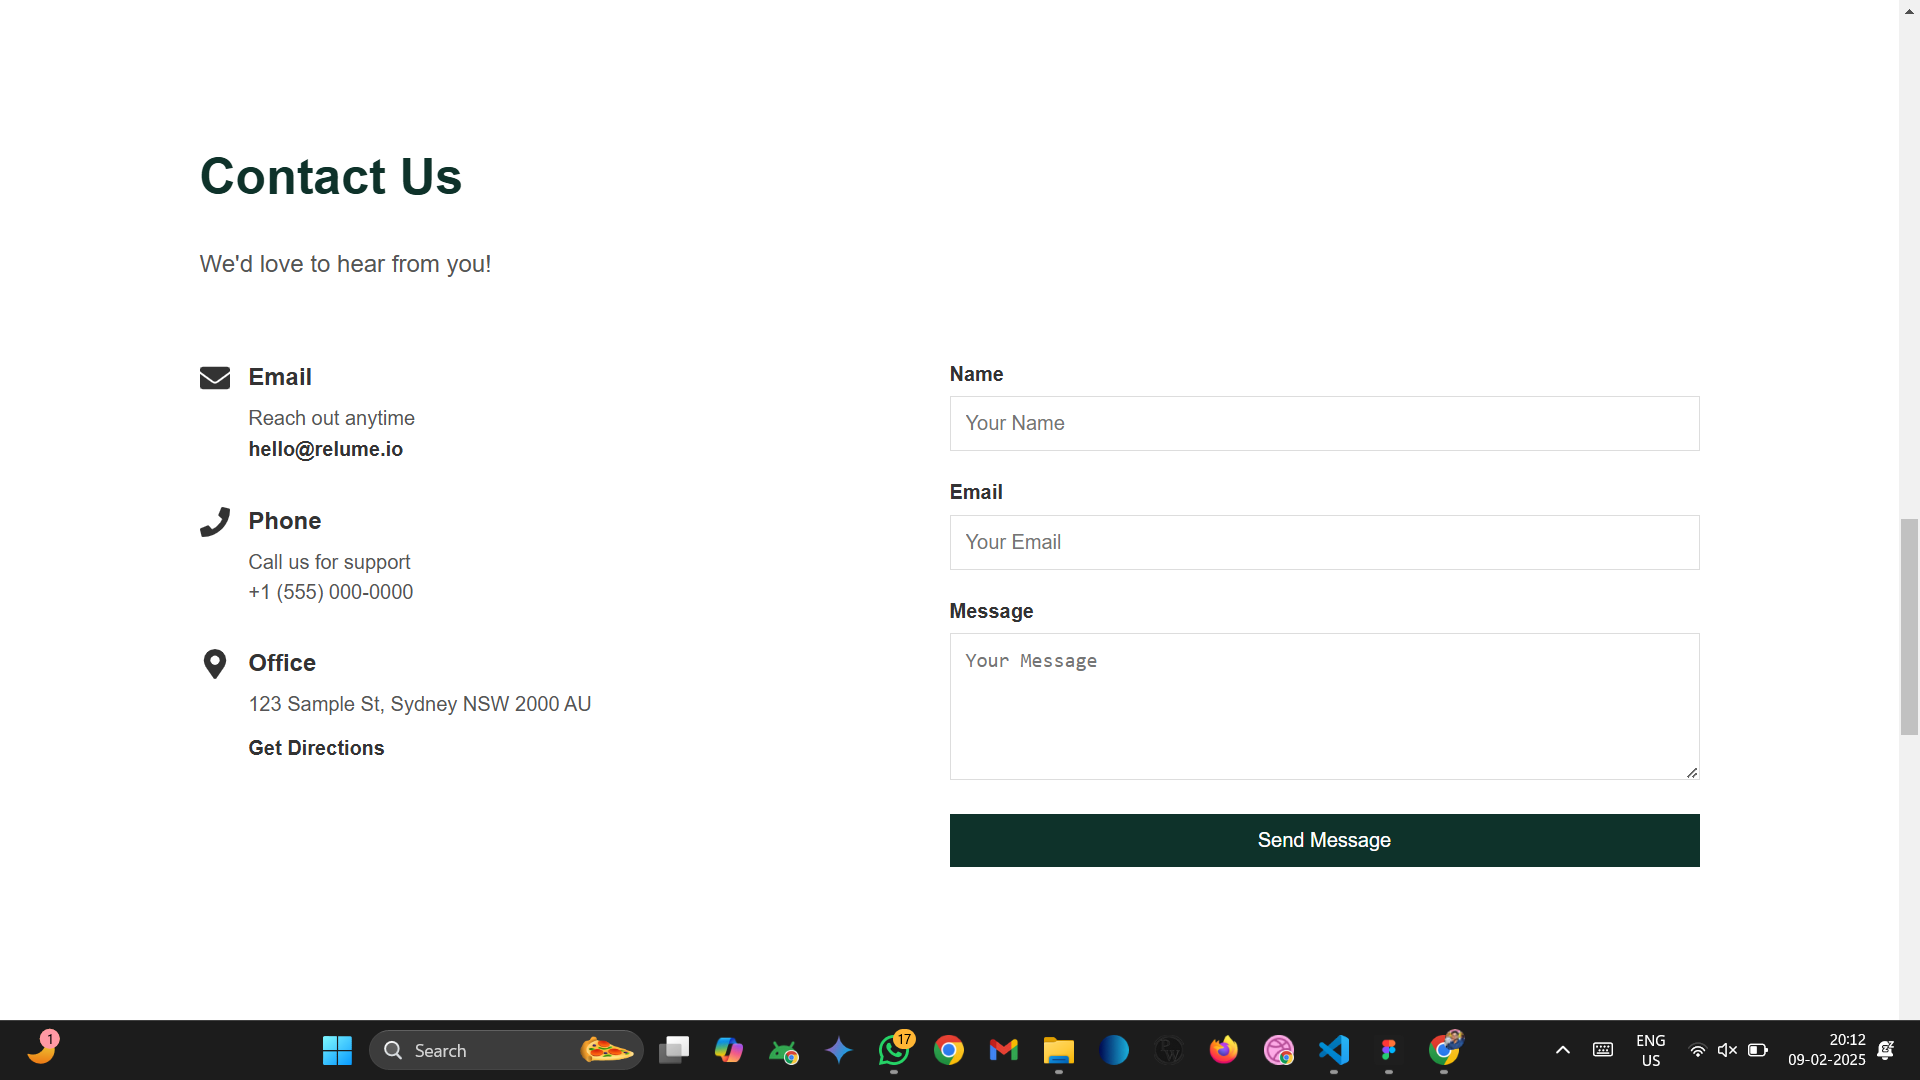 Contact Us
We'd love to hear from you!
Email
Reach out anytime
hello@relume.io
Phone
Call us for support
+1 (555) 000-0000
Office
123 Sample St, Sydney NSW 2000 AU
Get Directions
Name
Your Name
Email
Your Email
Message
Your Message
Send Message
1
Search
17
ENG
US
20:12
09-02-2025